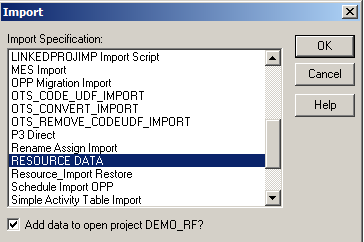 Import
Import Specification:
LINKEDPROJIMP Import Script
MES Import
OPP Migration Import
OTS_CODE_UDF_IMPORT
OTS_CONVERT_IMPORT
OTS_REMOVE_CODEUDF_IMPORT
P3 Direct
Rename Assign Import
RESOURCE DATA
Resource_Import Restore
Schedule Import OPP
Simple Activity Table Import
OK
Cancel
Help
Add data to open project DEMO_RF?